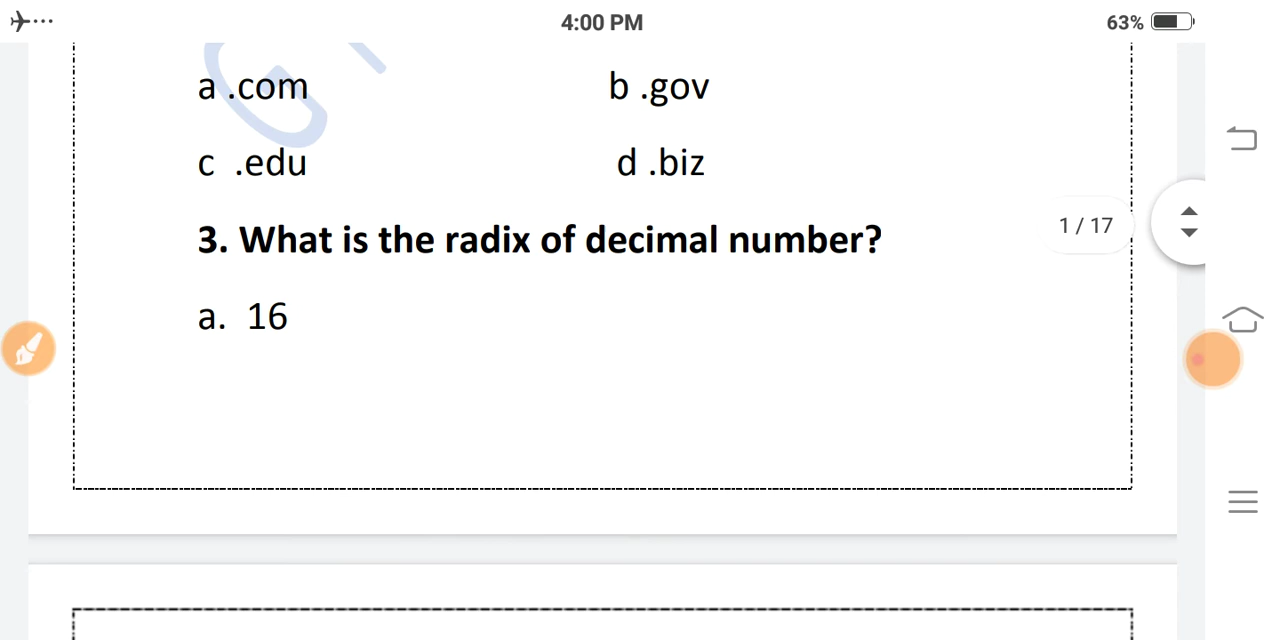 4:00 PM 63%
a .com b .gov
c .edu d .biz
3. What is the radix of decimal number?
1 / 17
a. 16